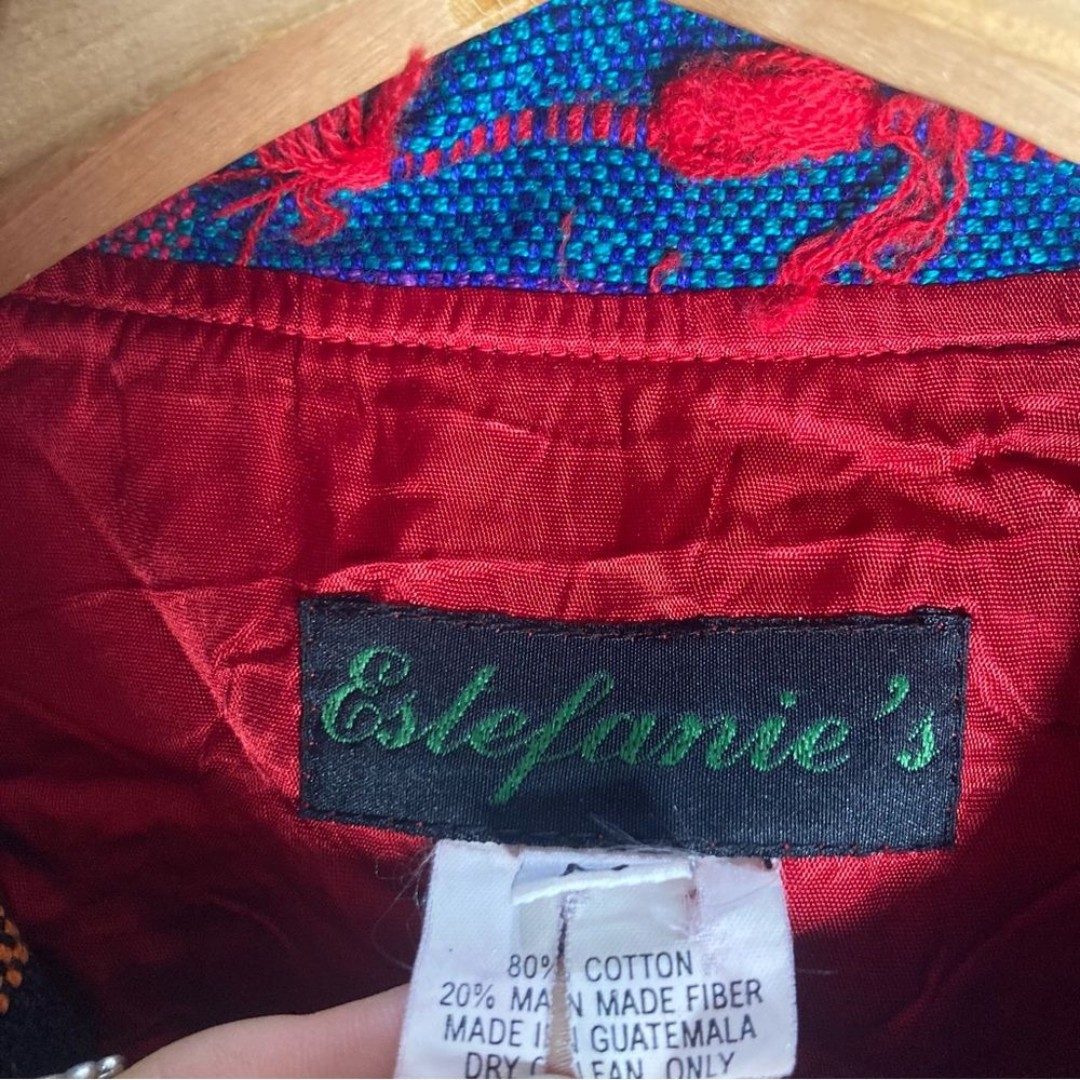 Estefanie's
80% COTTON
20% MAN MADE FIBER
MADE IN GUATEMALA
DRY CLEAN ONLY